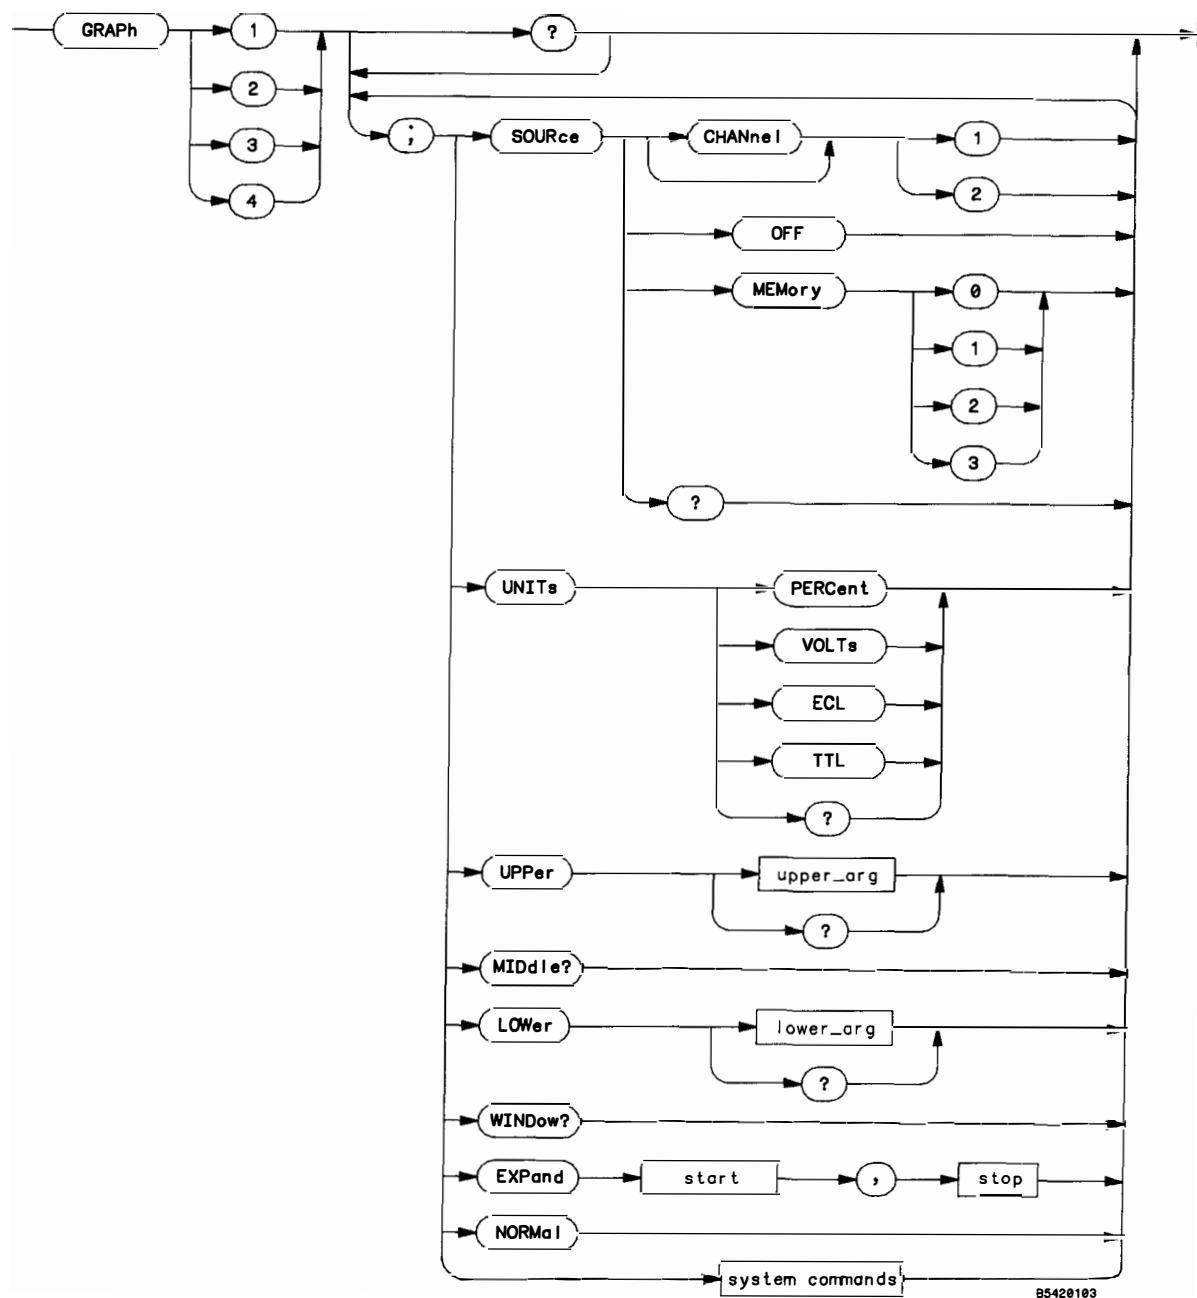 GRAPh 1 ?
2
3
4
; SOURce CHANnel 1
2
OFF
MEMory 0
1
2
3
?
UNITs PERCent
VOLTs
ECL
TTL
?
UPPer upper_arg
?
MIDdle?
LOWer lower_arg
?
WINDow?
EXPand start , stop
NORMal
system commands
B5420103